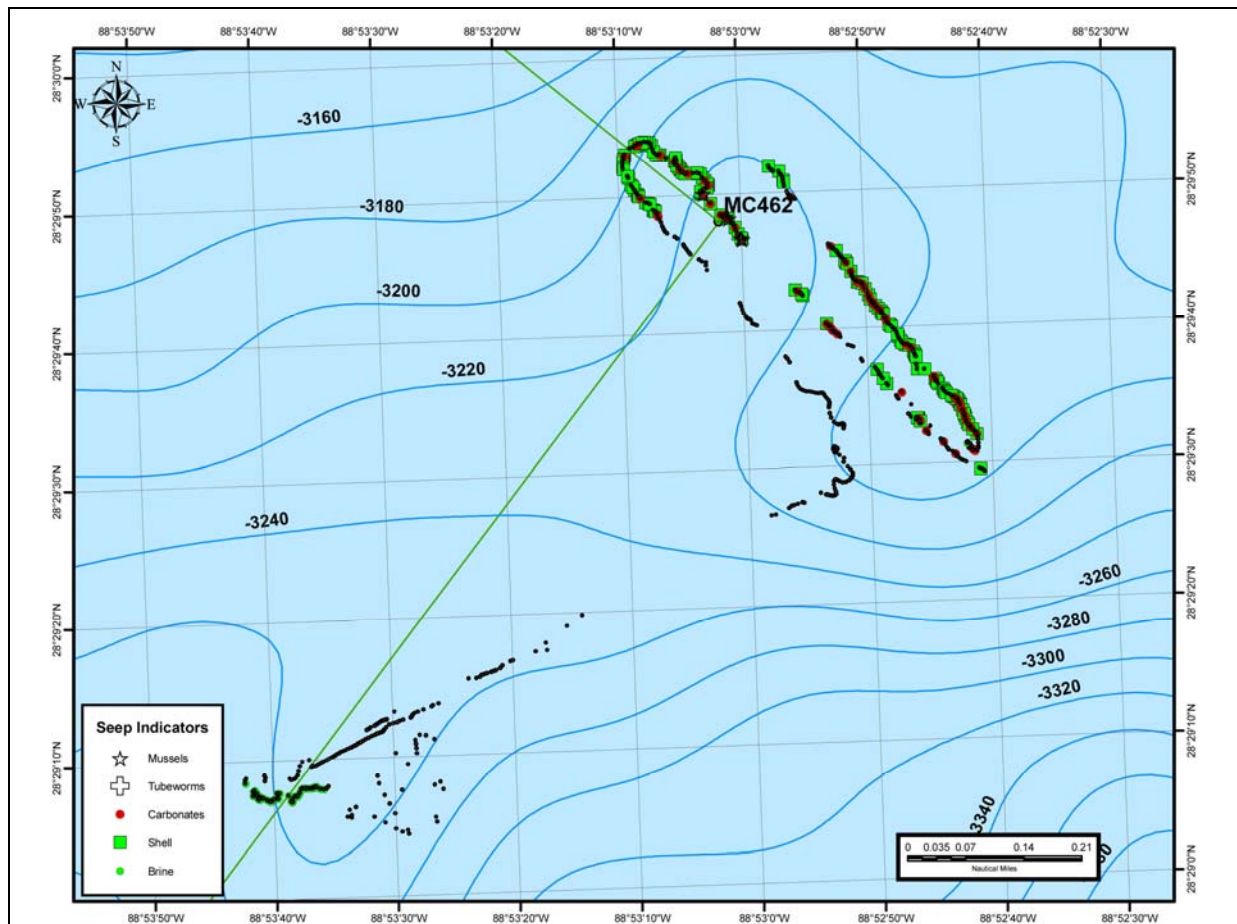 88°53'50"W 88°53'40"W 88°53'30"W 88°53'20"W 88°53'10"W 88°53'0"W 88°52'50"W 88°52'40"W 88°52'30"W
28°30'0"N
N
W E
S
-3160
28°29'50"N
28°29'50"N
-3180
MC462
-3200
28°29'40"N
28°29'40"N
-3220
28°29'30"N
28°29'30"N
-3240
-3260
28°29'20"N
28°29'20"N
-3280
-3300
-3320
28°29'10"N
28°29'10"N
-3340
28°29'0"N
Seep Indicators
Mussels
Tubeworms
Carbonates
Shell
Brine
0 0.035 0.07 0.14 0.21
Nautical Miles
88°53'50"W 88°53'40"W 88°53'30"W 88°53'20"W 88°53'10"W 88°53'0"W 88°52'50"W 88°52'40"W 88°52'30"W